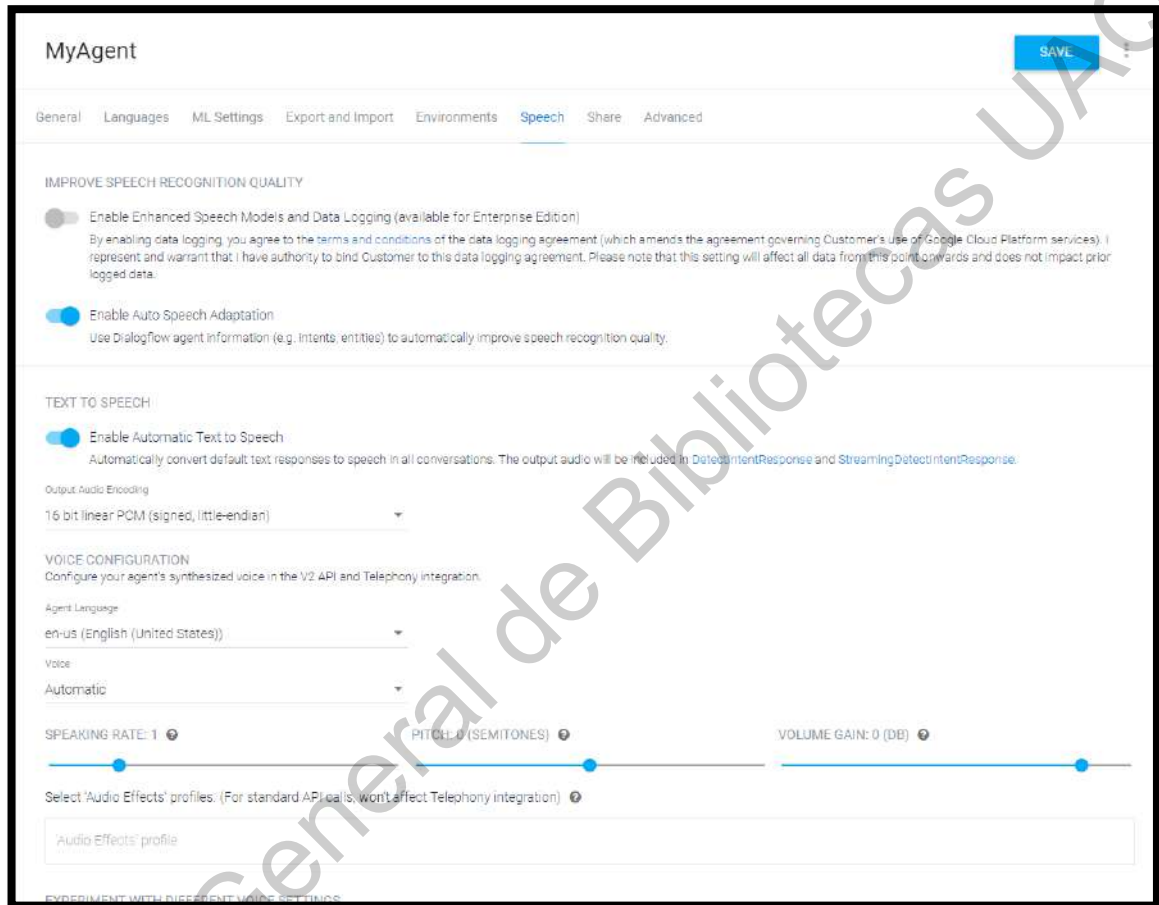 MyAgent
SAVE
General Languages ML Settings Export and Import Environments Speech Share Advanced
IMPROVE SPEECH RECOGNITION QUALITY
Enable Enhanced Speech Models and Data Logging (available for Enterprise Edition)
By enabling data logging, you agree to the terms and conditions of the data logging agreement (which amends the agreement governing Customer's use of Google Cloud Platform services). I
represent and warrant that I have authority to bind Customer to this data logging agreement. Please note that this setting will affect all data from this point onwards and does not impact prior
logged data.
Enable Auto Speech Adaptation
Use Dialogflow agent information (e.g. Intents, entities) to automatically improve speech recognition quality.
TEXT TO SPEECH
Enable Automatic Text to Speech
Automatically convert default text responses to speech in all conversations. The output audio will be included in DetectIntentResponse and StreamingDetectIntentResponse.
Output Audio Encoding
16 bit linear PCM (signed, little-endian)
VOICE CONFIGURATION
Configure your agent's synthesized voice in the V2 API and Telephony integration.
Agent Language
en-us (English (United States))
Voice
Automatic
SPEAKING RATE: 1 PITCH: 0 (SEMITONES) VOLUME GAIN: 0 (DB)
Select 'Audio Effects' profiles. (For standard API calls, won't affect Telephony integration)
'Audio Effects' profile
EXPERIMENT WITH DIFFERENT VOICE SETTINGS
General de Bibliotecas UAQ